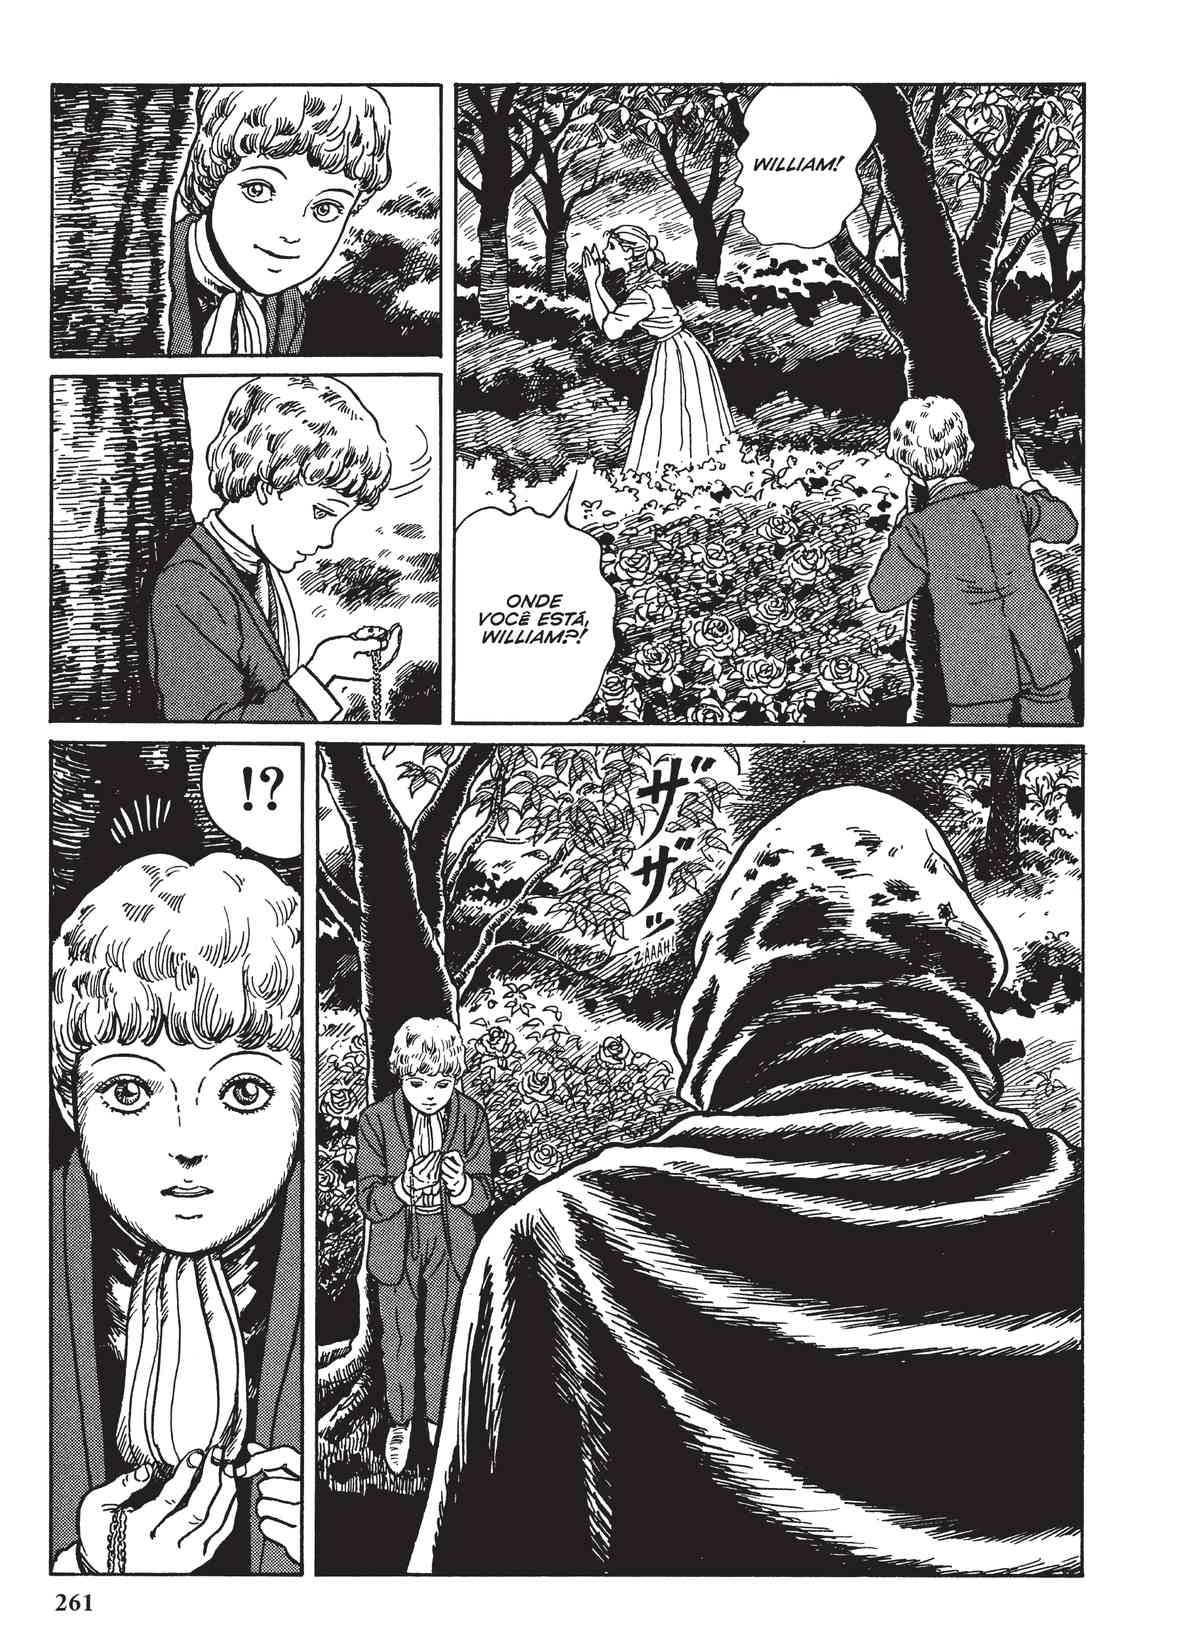 WILLIAM!
ONDE
VOCÊ ESTÁ,
WILLIAM?!
ザザッ
ZÁÁÁH!
!?
261